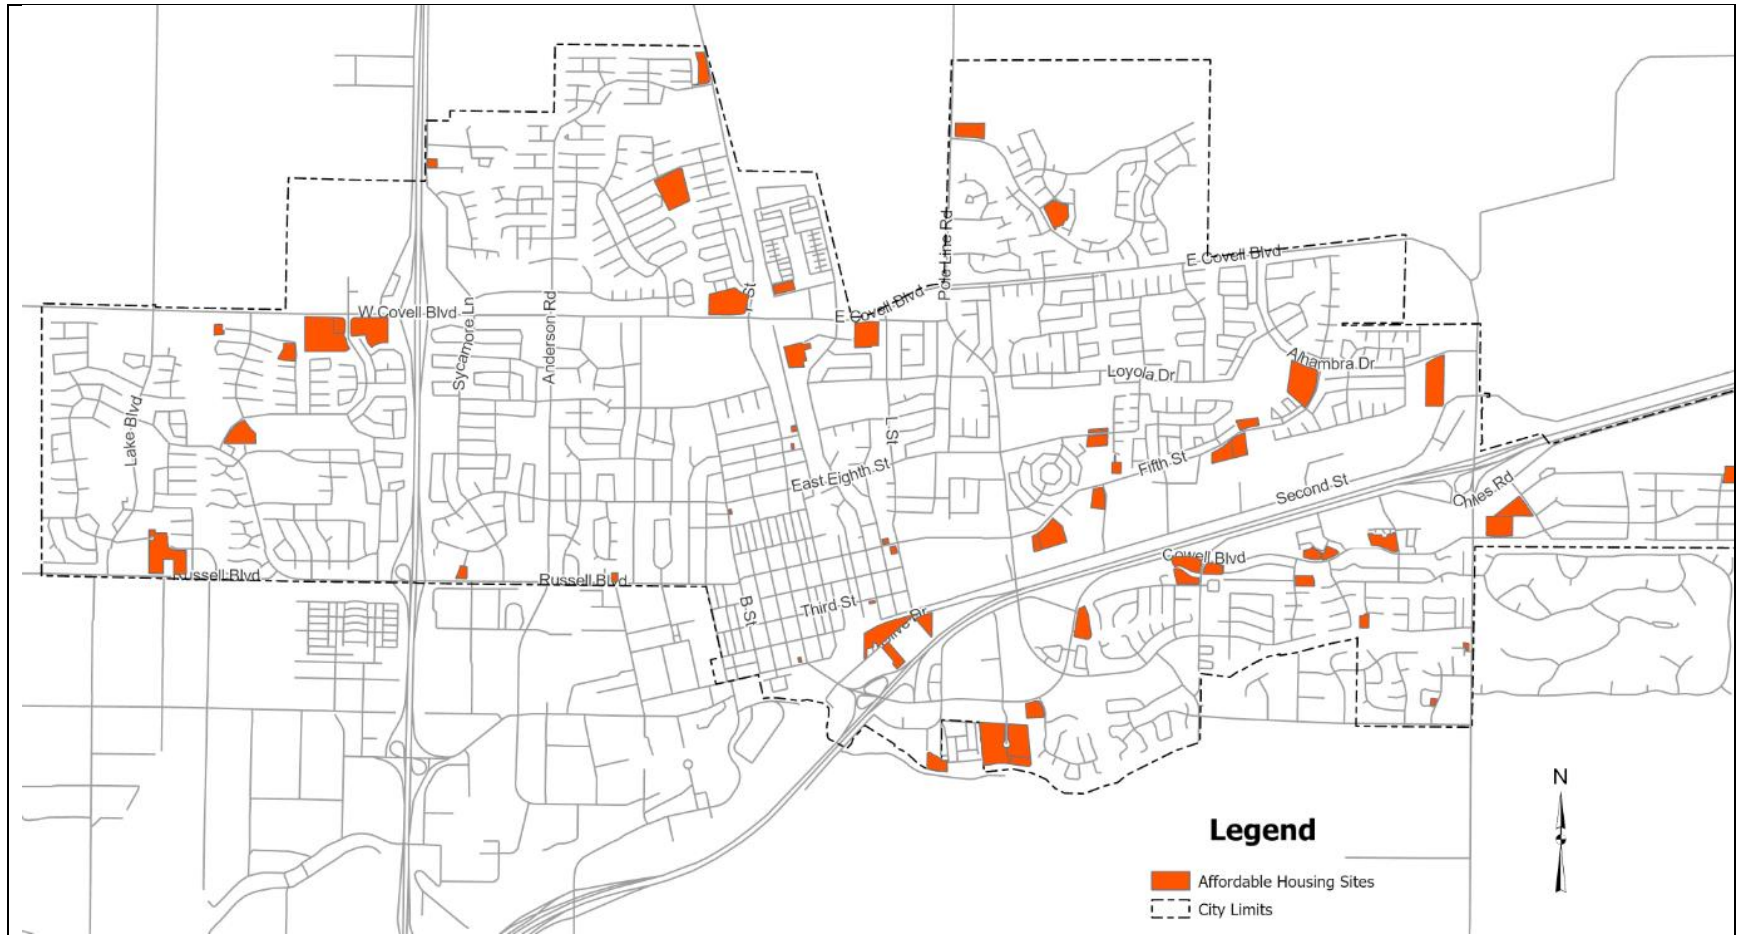 Pole Line Rd
E Covell Blvd
W Covell Blvd
F St
E Covell Blvd
Sycamore Ln
Anderson Rd
Alhambra Dr
Loyola Dr
Lake Blvd
L St
East Eighth St
Fifth St
Second St
Chiles Rd
Cowell Blvd
Russell Blvd
Russell Blvd
B St
Third St
Olive Dr
N
Legend
Affordable Housing Sites
City Limits